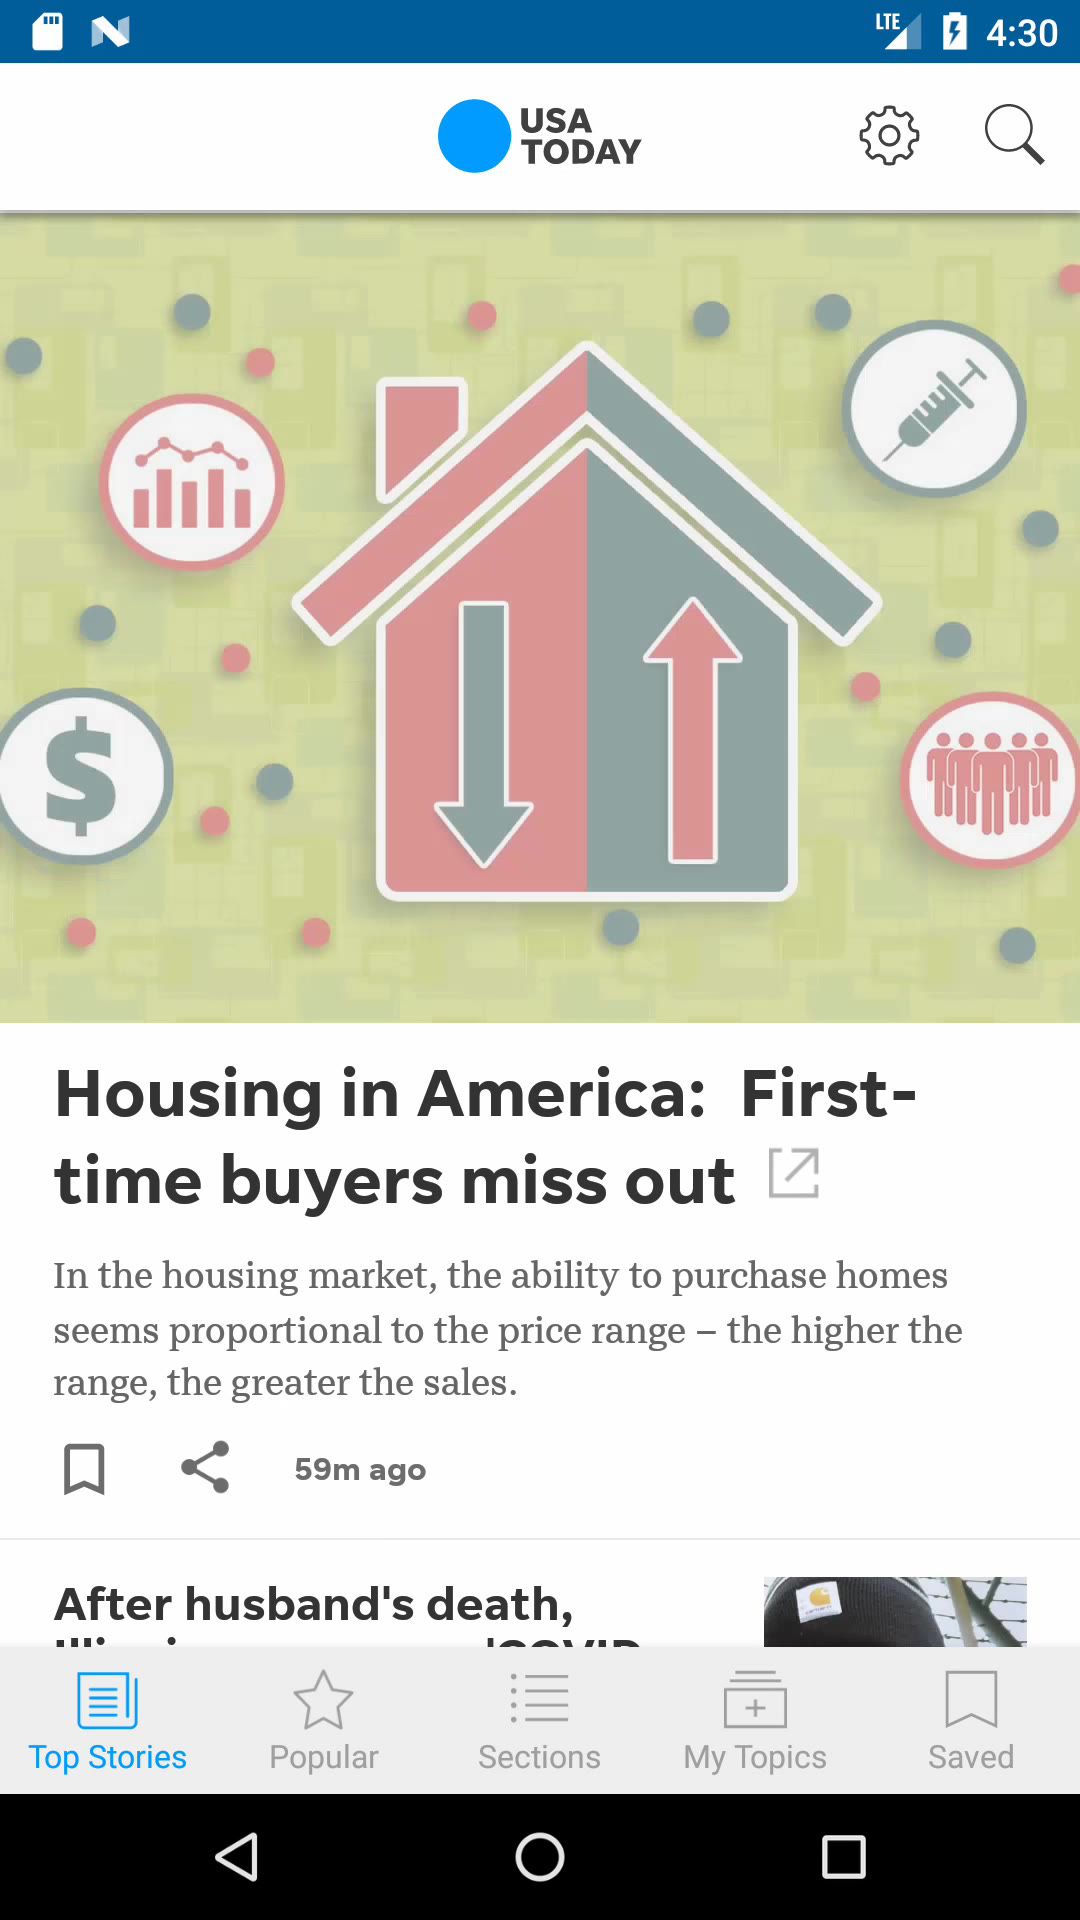 LTE 4:30
USA
TODAY
$
Housing in America: First-
time buyers miss out
In the housing market, the ability to purchase homes
seems proportional to the price range – the higher the
range, the greater the sales.
59m ago
After husband's death,
Top Stories Popular Sections My Topics Saved